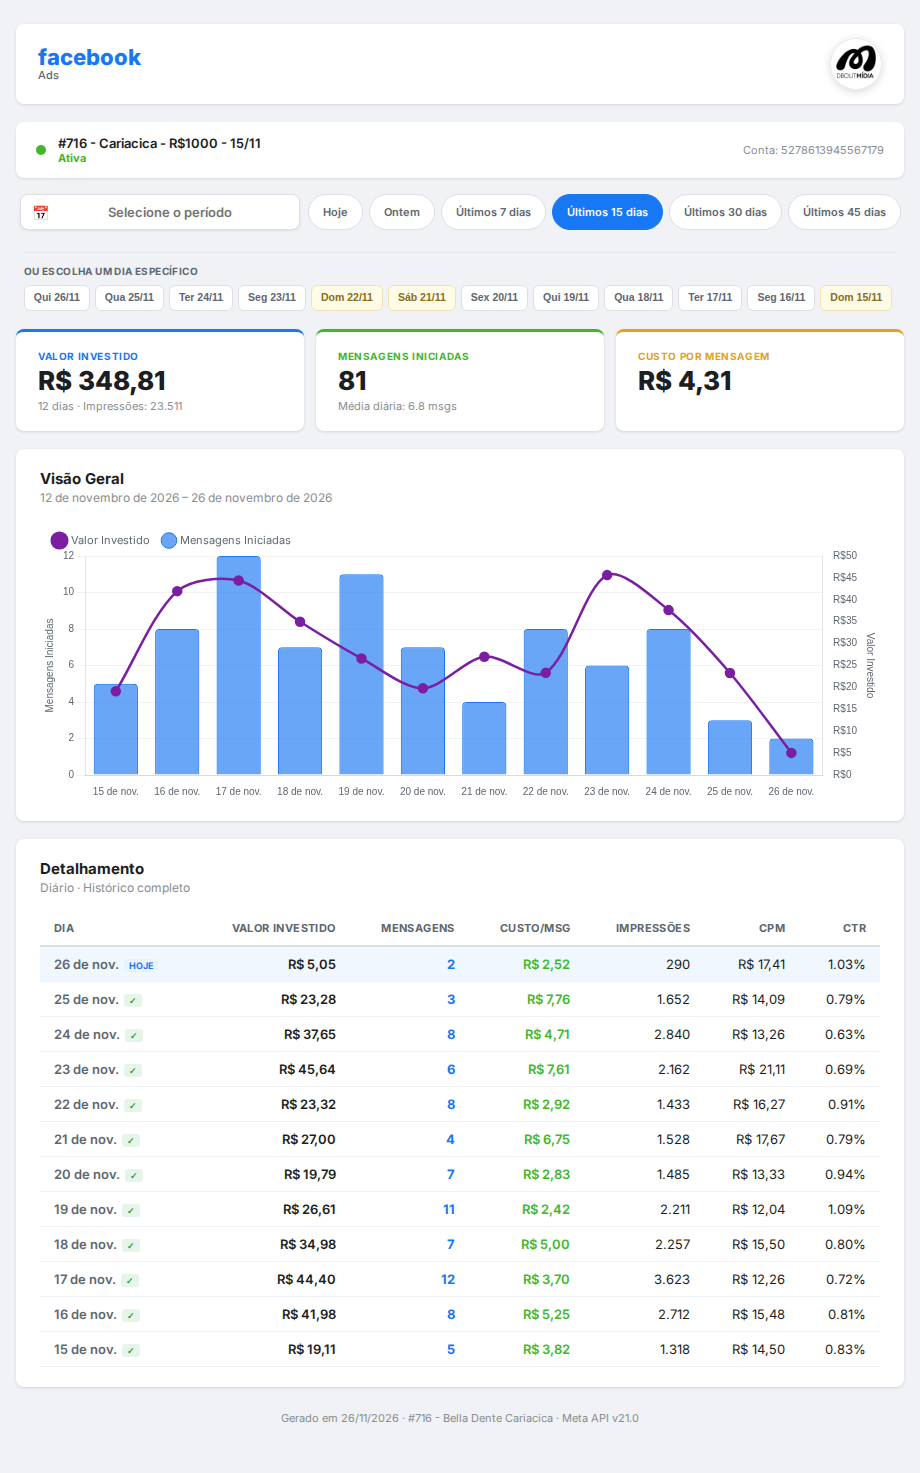 facebook
Ads
DBOUTMÍDIA
#716 - Cariacica - R$1000 - 15/11
Ativa
Conta: 5278613945567179
Selecione o período
Hoje
Ontem
Últimos 7 dias
Últimos 15 dias
Últimos 30 dias
Últimos 45 dias
OU ESCOLHA UM DIA ESPECÍFICO
Qui 26/11
Qua 25/11
Ter 24/11
Seg 23/11
Dom 22/11
Sáb 21/11
Sex 20/11
Qui 19/11
Qua 18/11
Ter 17/11
Seg 16/11
Dom 15/11
VALOR INVESTIDO
R$ 348,81
12 dias · Impressões: 23.511
MENSAGENS INICIADAS
81
Média diária: 6.8 msgs
CUSTO POR MENSAGEM
R$ 4,31
Visão Geral
12 de novembro de 2026 – 26 de novembro de 2026
Valor Investido
Mensagens Iniciadas
Mensagens Iniciadas
12
10
8
6
4
2
0
R$50
R$45
R$40
R$35
R$30
R$25
R$20
R$15
R$10
R$5
R$0
Valor Investido
15 de nov. 16 de nov. 17 de nov. 18 de nov. 19 de nov. 20 de nov. 21 de nov. 22 de nov. 23 de nov. 24 de nov. 25 de nov. 26 de nov.
Detalhamento
Diário · Histórico completo
DIA VALOR INVESTIDO MENSAGENS CUSTO/MSG IMPRESSÕES CPM CTR
26 de nov. HOJE R$ 5,05 2 R$ 2,52 290 R$ 17,41 1.03%
25 de nov. ✓ R$ 23,28 3 R$ 7,76 1.652 R$ 14,09 0.79%
24 de nov. ✓ R$ 37,65 8 R$ 4,71 2.840 R$ 13,26 0.63%
23 de nov. ✓ R$ 45,64 6 R$ 7,61 2.162 R$ 21,11 0.69%
22 de nov. ✓ R$ 23,32 8 R$ 2,92 1.433 R$ 16,27 0.91%
21 de nov. ✓ R$ 27,00 4 R$ 6,75 1.528 R$ 17,67 0.79%
20 de nov. ✓ R$ 19,79 7 R$ 2,83 1.485 R$ 13,33 0.94%
19 de nov. ✓ R$ 26,61 11 R$ 2,42 2.211 R$ 12,04 1.09%
18 de nov. ✓ R$ 34,98 7 R$ 5,00 2.257 R$ 15,50 0.80%
17 de nov. ✓ R$ 44,40 12 R$ 3,70 3.623 R$ 12,26 0.72%
16 de nov. ✓ R$ 41,98 8 R$ 5,25 2.712 R$ 15,48 0.81%
15 de nov. ✓ R$ 19,11 5 R$ 3,82 1.318 R$ 14,50 0.83%
Gerado em 26/11/2026 · #716 - Bella Dente Cariacica · Meta API v21.0